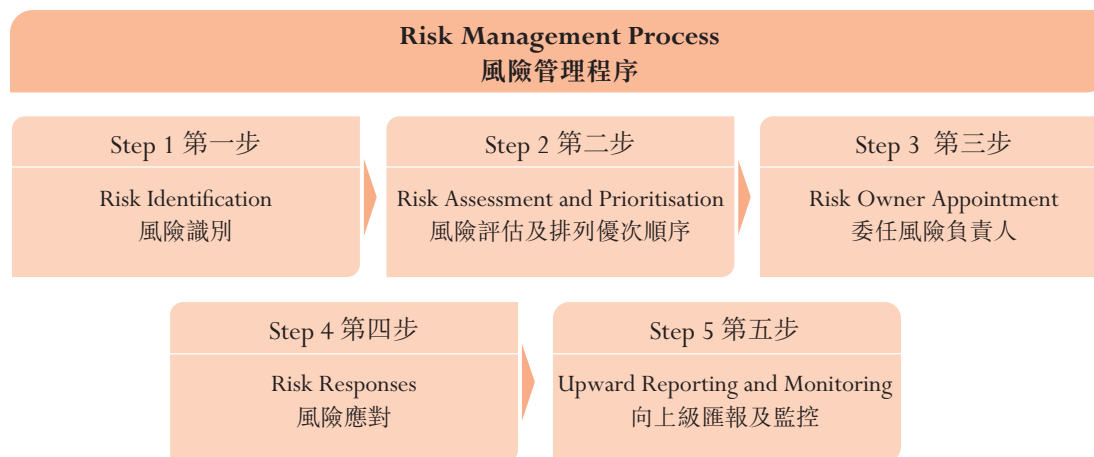 Risk Management Process
風險管理程序
Step 1 第一步
Risk Identification
風險識別
Step 2 第二步
Risk Assessment and Prioritisation
風險評估及排列優次順序
Step 3 第三步
Risk Owner Appointment
委任風險負責人
Step 4 第四步
Risk Responses
風險應對
Step 5 第五步
Upward Reporting and Monitoring
向上級匯報及監控